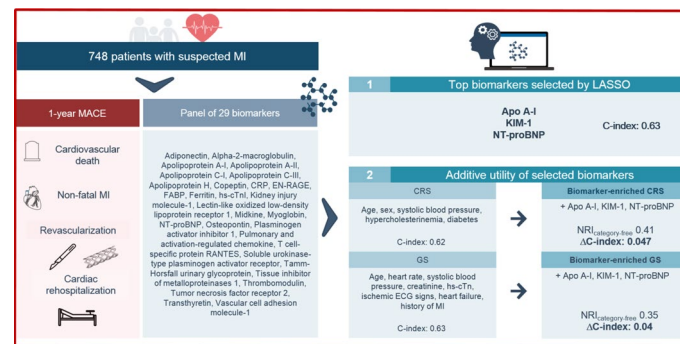 748 patients with suspected MI
1-year MACE
Cardiovascular
death
Non-fatal MI
Revascularization
Cardiac
rehospitalization
Panel of 29 biomarkers
Adiponectin, Alpha-2-macroglobulin,
Apolipoprotein A-I, Apolipoprotein A-II,
Apolipoprotein C-I, Apolipoprotein C-III,
Apolipoprotein H, Copeptin, CRP, EN-RAGE,
FABP, Ferritin, hs-cTnI, Kidney injury
molecule-1, Lectin-like oxidized low-density
lipoprotein receptor 1, Midkine, Myoglobin,
NT-proBNP, Osteopontin, Plasminogen
activator inhibitor 1, Pulmonary and
activation-regulated chemokine, T cell-
specific protein RANTES, Soluble urokinase-
type plasminogen activator receptor, Tamm-
Horsfall urinary glycoprotein, Tissue inhibitor
of metalloproteinases 1, Thrombomodulin,
Tumor necrosis factor receptor 2,
Transthyretin, Vascular cell adhesion
molecule-1
1 Top biomarkers selected by LASSO
Apo A-I
KIM-1
NT-proBNP
C-index: 0.63
2 Additive utility of selected biomarkers
CRS
Age, sex, systolic blood pressure,
hypercholesterinemia, diabetes
C-index: 0.62
Biomarker-enriched CRS
+ Apo A-I, KIM-1, NT-proBNP
NRIcategory-free 0.41
ΔC-index: 0.047
GS
Age, heart rate, systolic blood
pressure, creatinine, hs-cTn,
ischemic ECG signs, heart failure,
history of MI
C-index: 0.63
Biomarker-enriched GS
+ Apo A-I, KIM-1, NT-proBNP
NRIcategory-free 0.35
ΔC-index: 0.04